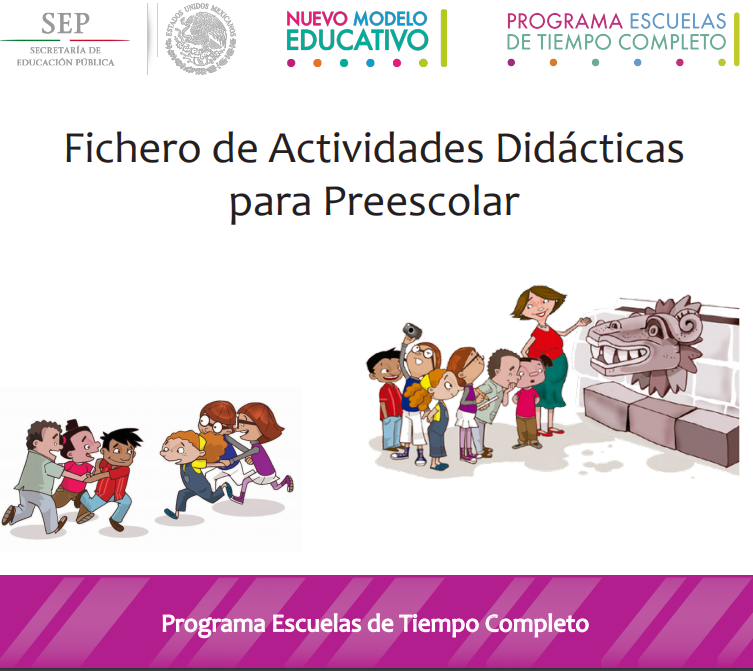 SEP
SECRETARÍA DE
EDUCACIÓN PÚBLICA
ESTADOS UNIDOS MEXICANOS
NUEVO MODELO
EDUCATIVO
PROGRAMA ESCUELAS
DE TIEMPO COMPLETO
Fichero de Actividades Didácticas
para Preescolar
Programa Escuelas de Tiempo Completo